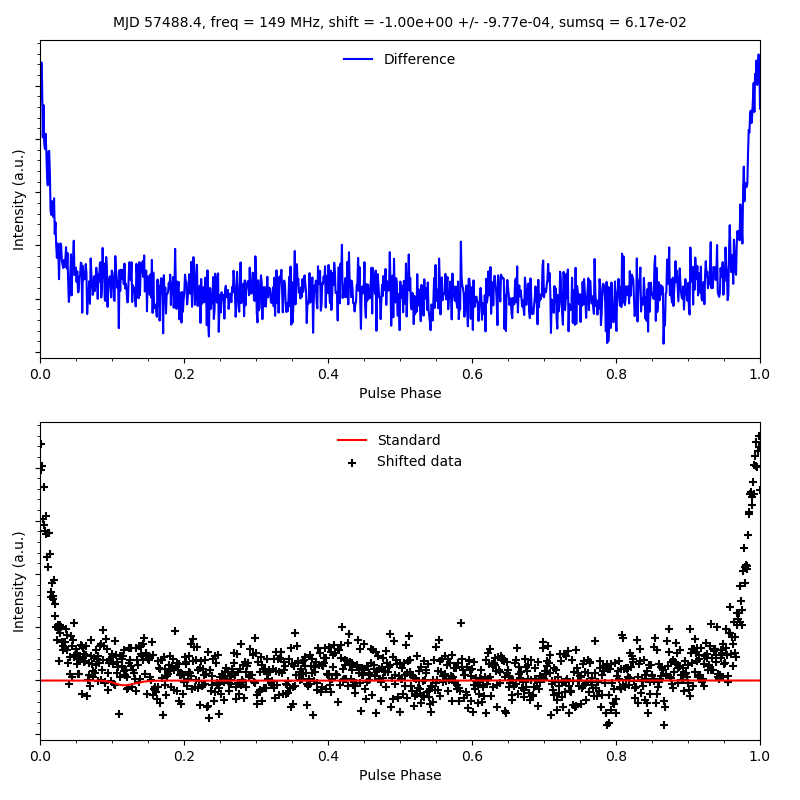 MJD 57488.4, freq = 149 MHz, shift = -1.00e+00 +/- -9.77e-04, sumsq = 6.17e-02
Difference
Intensity (a.u.)
0.0 0.2 0.4 0.6 0.8 1.0
Pulse Phase
Standard
Shifted data
Intensity (a.u.)
0.0 0.2 0.4 0.6 0.8 1.0
Pulse Phase